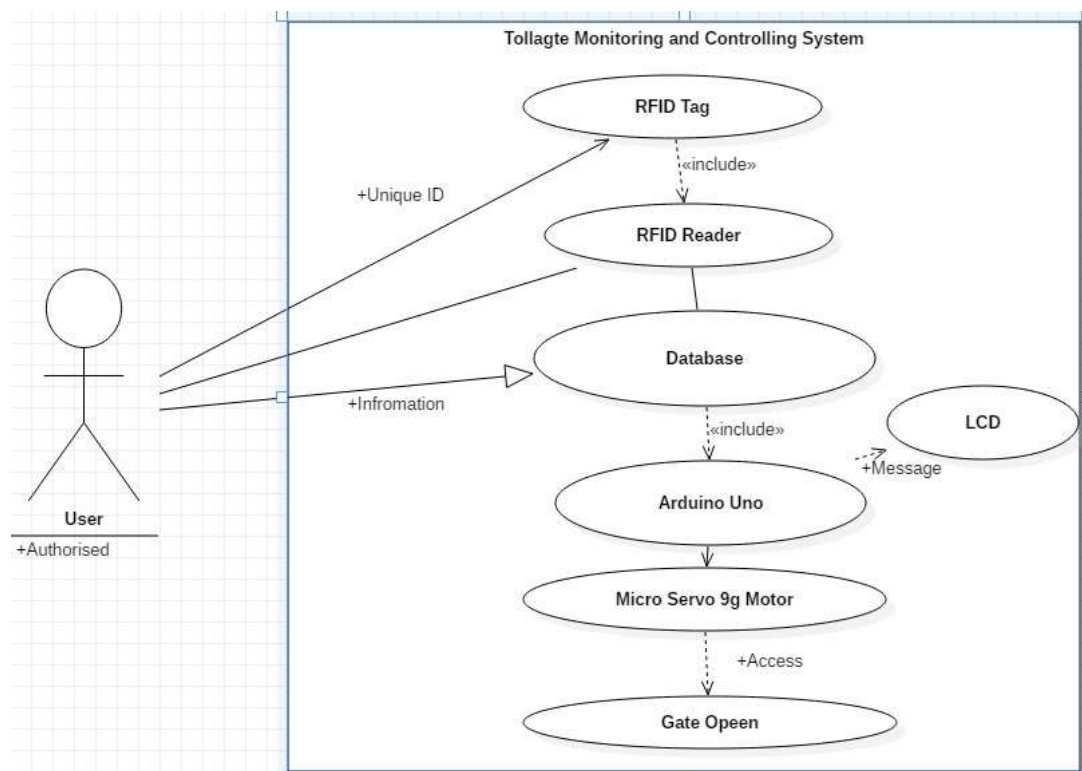 Tollagte Monitoring and Controlling System
RFID Tag
«include»
+Unique ID
RFID Reader
Database
+Infromation
«include»
LCD
+Message
Arduino Uno
User
+Authorised
Micro Servo 9g Motor
+Access
Gate Opeen